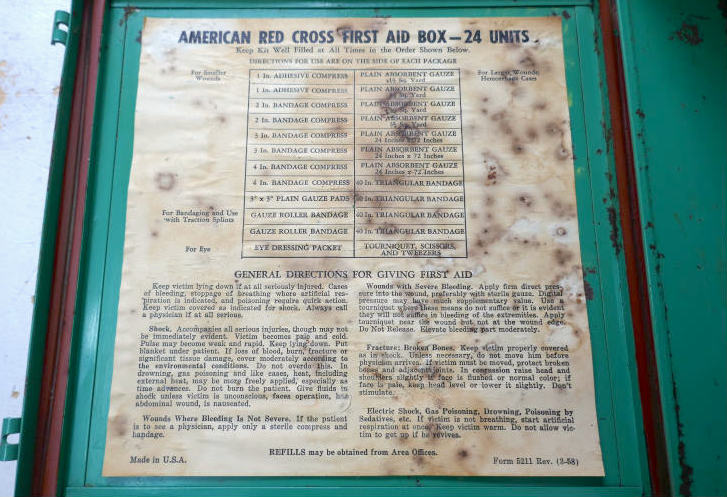 AMERICAN RED CROSS FIRST AID BOX—24 UNITS.
Keep Kit Well Filled at All Times in the Order Shown Below.
DIRECTIONS FOR USE ARE ON THE SIDE OF EACH PACKAGE
For Smaller
Wounds
1 In. ADHESIVE COMPRESS
PLAIN ABSORBENT GAUZE
Sq. Yard
For Large Wounds
Hemorrhage Cases
1 In. ADHESIVE COMPRESS
PLAIN ABSORBENT GAUZE
Sq. Yard
2 In. BANDAGE COMPRESS
PLAIN ABSORBENT GAUZE
Sq. Yard
2 In. BANDAGE COMPRESS
PLAIN ABSORBENT GAUZE
Sq. Yard
3 In. BANDAGE COMPRESS
PLAIN ABSORBENT GAUZE
24 Inches x 72 Inches
3 In. BANDAGE COMPRESS
PLAIN ABSORBENT GAUZE
24 Inches x 72 Inches
4 In. BANDAGE COMPRESS
PLAIN ABSORBENT GAUZE
24 Inches x 72 Inches
4 In. BANDAGE COMPRESS
40 In. TRIANGULAR BANDAGE
3" x 3" PLAIN GAUZE PADS
40 In. TRIANGULAR BANDAGE
For Bandaging and Use
with Traction Splints
GAUZE ROLLER BANDAGE
40 In. TRIANGULAR BANDAGE
GAUZE ROLLER BANDAGE
40 In. TRIANGULAR BANDAGE
For Eye
EYE DRESSING PACKET
TOURNIQUET, SCISSORS,
AND TWEEZERS
GENERAL DIRECTIONS FOR GIVING FIRST AID
Keep victim lying down if at all seriously injured. Cases
of bleeding, stoppage of breathing where artificial res-
piration is indicated, and poisoning require quick action.
Keep victim covered as indicated for shock. Always call
a physician if at all serious.
Shock. Accompanies all serious injuries, though may not
be immediately evident. Victim becomes pale and cold.
Pulse may become weak and rapid. Keep lying down. Put
blanket under patient. If loss of blood, burn, fracture or
significant tissue damage, cover moderately according to
the environmental conditions. Do not overdo this. In
drowning, gas poisoning and like cases, heat, including
external heat, may be more freely applied, especially as
time advances. Do not burn the patient. Give fluids in
shock unless victim is unconscious, faces operation, has
abdominal wound, is nauseated.
Wounds Where Bleeding Is Not Severe. If the patient
is to see a physician, apply only a sterile compress and
bandage.
Wounds with Severe Bleeding. Apply firm direct pres-
sure into the wound, preferably with sterile gauze. Digital
pressure may have much supplementary value. Use a
tourniquet when these means do not suffice or it is evident
they will not suffice in bleeding of the extremities. Apply
tourniquet near the wound but not at the wound edge.
Do Not Release. Elevate bleeding part moderately.
Fracture: Broken Bones. Keep victim properly covered
as in shock. Unless necessary, do not move him before
physician arrives. If victim must be moved, protect broken
bones and adjacent joints. In concussion raise head and
shoulders slightly if face is flushed or normal color; if
face is pale, keep head level or lower it slightly. Don't
stimulate.
Electric Shock, Gas Poisoning, Drowning, Poisoning by
Sedatives, etc. If victim is not breathing, start artificial
respiration at once. Keep victim warm. Do not allow vic-
tim to get up if he revives.
REFILLS may be obtained from Area Offices.
Made in U.S.A.
Form 5211 Rev. (2-58)